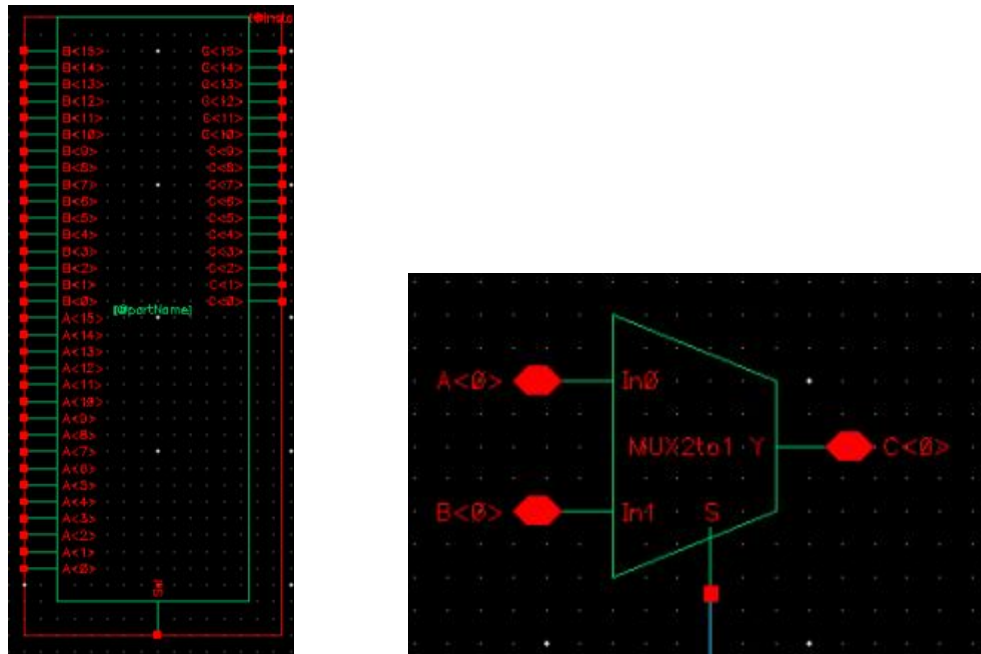 B<15> C<15>
B<14> C<14>
B<13> C<13>
B<12> C<12>
B<11> C<11>
B<10> C<10>
B<9> C<9>
B<8> C<8>
B<7> C<7>
B<6> C<6>
B<5> C<5>
B<4> C<4>
B<3> C<3>
B<2> C<2>
B<1> C<1>
B<0> C<0>
[@partName]
A<15>
A<14>
A<13>
A<12>
A<11>
A<10>
A<9>
A<8>
A<7>
A<6>
A<5>
A<4>
A<3>
A<2>
A<1>
A<0>
A<0> In0
MUX2to1 Y C<0>
B<0> In1 S